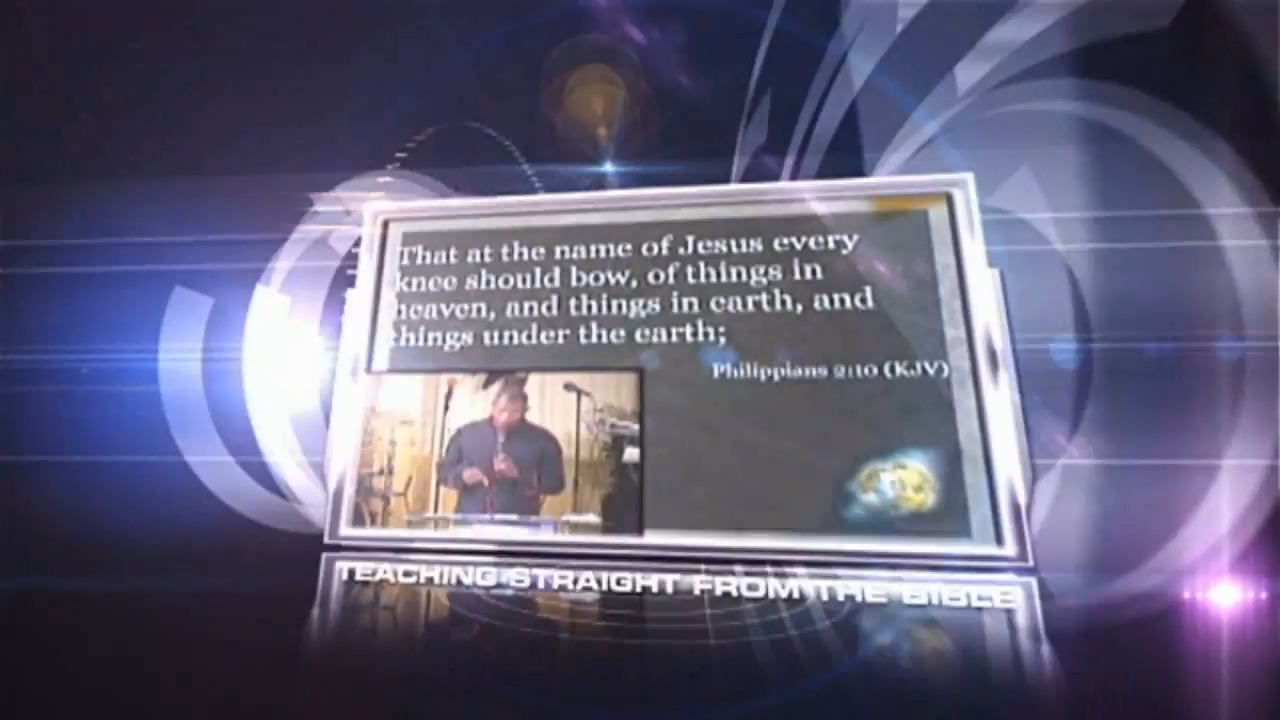 That at the name of Jesus every
knee should bow, of things in
heaven, and things in earth, and
things under the earth;
Philippians 2:10 (KJV)
TEACHING STRAIGHT FROM THE BIBLE